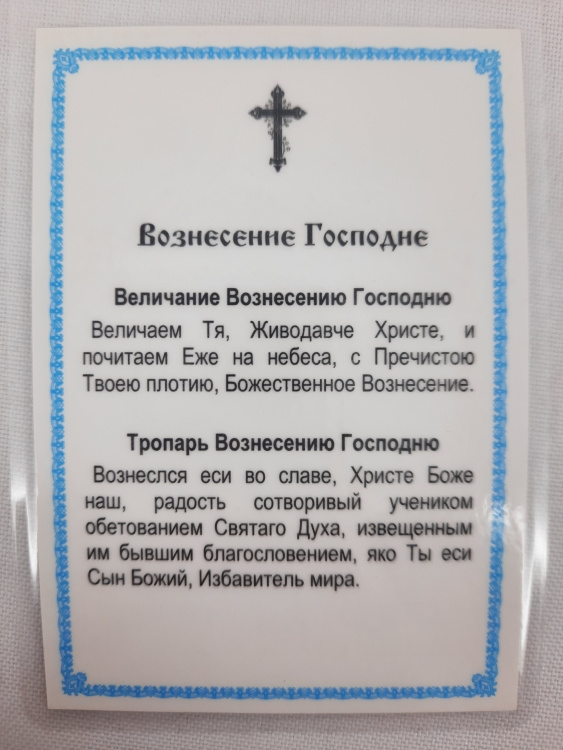 Вознесение Господне
Величание Вознесению Господню
Величаем Тя, Живодавче Христе, и
почитаем Еже на небеса, с Пречистою
Твоею плотию, Божественное Вознесение.
Тропарь Вознесению Господню
Вознеслся еси во славе, Христе Боже
наш, радость сотворивый учеником
обетованием Святаго Духа, извещенным
им бывшим благословением, яко Ты еси
Сын Божий, Избавитель мира.